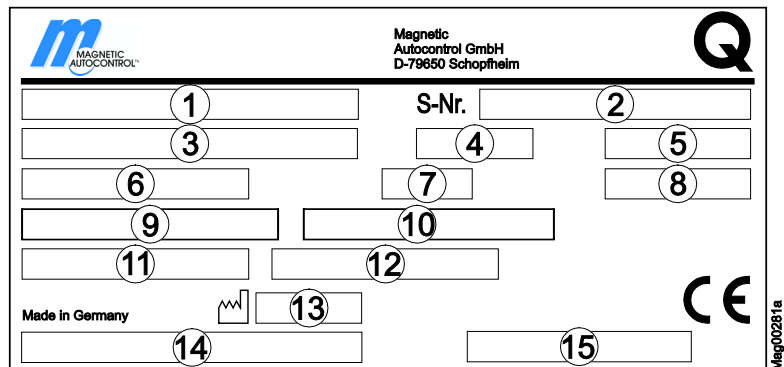 MAGNETIC
AUTOCONTROL™
Magnetic
Autocontrol GmbH
D-79650 Schopfheim
Q
1
S-Nr.
2
3
4
5
6
7
8
9
10
11
12
Made in Germany
13
CE
14
15
Mag00281a